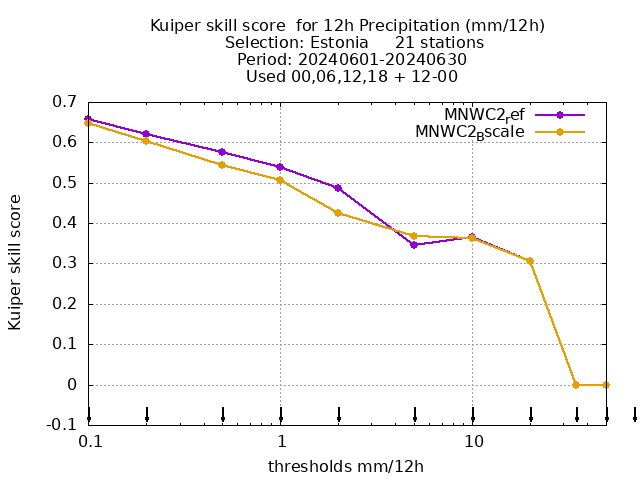 Kuiper skill score  for 12h Precipitation (mm/12h)
Selection: Estonia     21 stations
Period: 20240601-20240630
Used 00,06,12,18 + 12-00
MNWC2_ref
MNWC2_Bscale
0.7
0.6
0.5
0.4
0.3
0.2
0.1
0
-0.1
Kuiper skill score
0.1 1 10
thresholds mm/12h